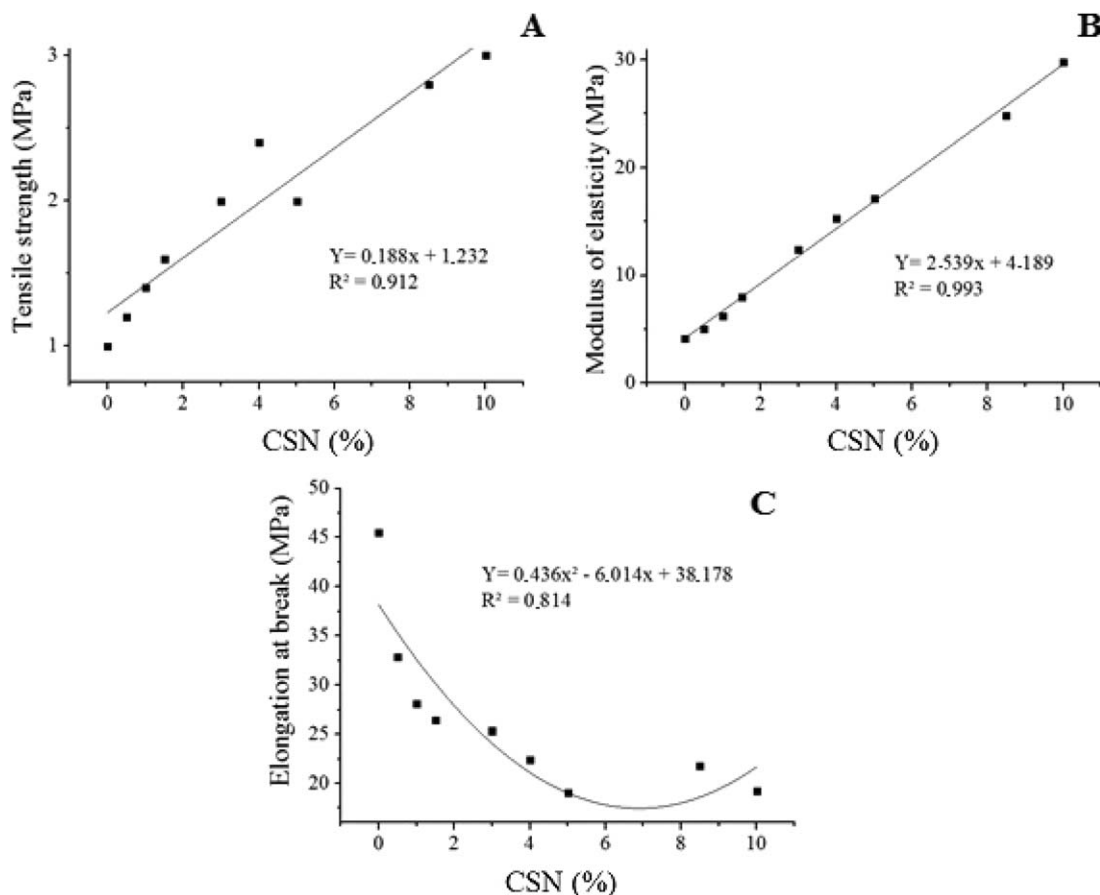 A
Tensile strength (MPa)
3
2
1
Y= 0.188x + 1.232
R² = 0.912
0 2 4 6 8 10
CSN (%)
B
Modulus of elasticity (MPa)
30
20
10
0
Y= 2.539x + 4.189
R² = 0.993
0 2 4 6 8 10
CSN (%)
C
Elongation at break (MPa)
50
45
40
35
30
25
20
Y= 0.436x² - 6.014x + 38.178
R² = 0.814
0 2 4 6 8 10
CSN (%)